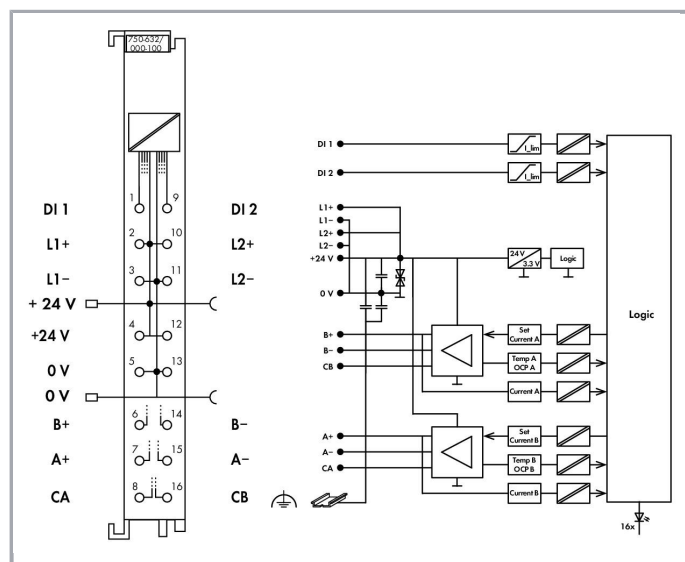 750-632/
000-100
1
9
DI 1
DI 2
2
10
L1+
L2+
3
11
L1−
L2−
+ 24 V
4
12
+24 V
5
13
0 V
0 V
6
14
B+
B−
7
15
A+
A−
8
16
CA
CB
DI 1
I_lim
DI 2
I_lim
L1+
L1−
L2+
L2−
+24 V
24 V
3.3 V
Logic
0 V
B+
B−
CB
Set
Current A
Temp A
OCP A
Current A
A+
A−
CA
Set
Current B
Temp B
OCP B
Current B
Logic
16x